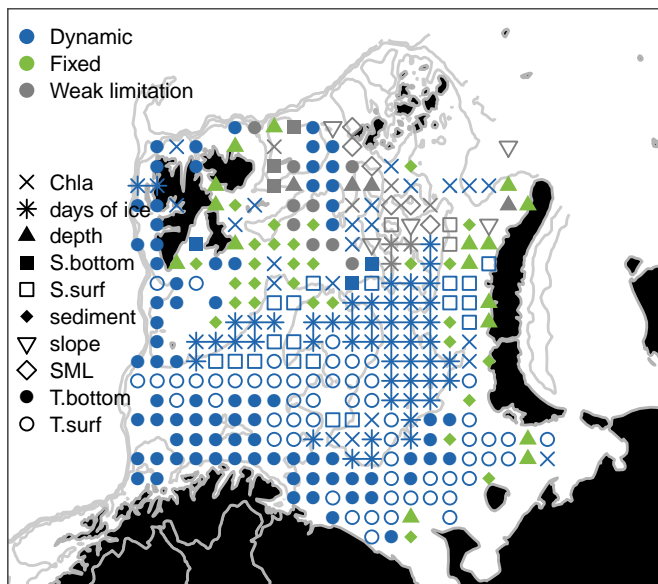 Dynamic
Fixed
Weak limitation
Chla
days of ice
depth
S.bottom
S.surf
sediment
slope
SML
T.bottom
T.surf